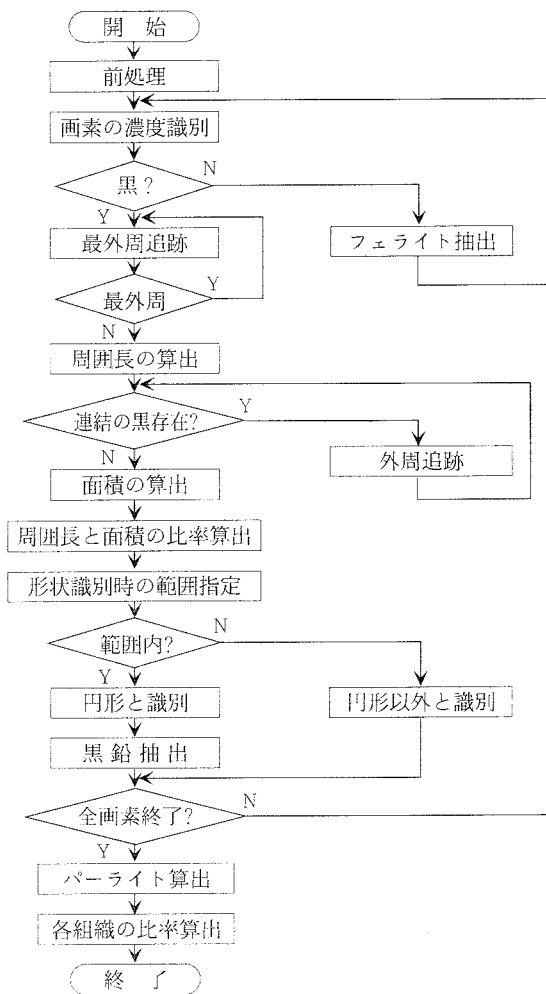 開 始
前処理
画素の濃度識別
黒?
N
Y
最外周追跡
フェライト抽出
最外周
Y
N
周囲長の算出
連結の黒存在?
Y
N
外周追跡
面積の算出
周囲長と面積の比率算出
形状識別時の範囲指定
範囲内?
N
Y
円形と識別
円形以外と識別
黒鉛抽出
全画素終了?
N
Y
パーライト算出
各組織の比率算出
終 了